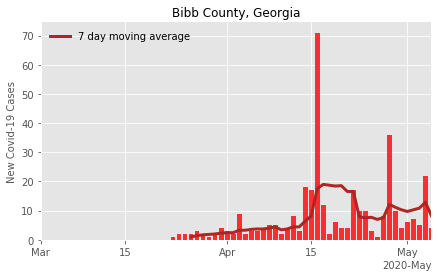 Bibb County, Georgia
7 day moving average
New Covid-19 Cases
70
60
50
40
30
20
10
0
Mar 15 Apr 15 May
2020-May